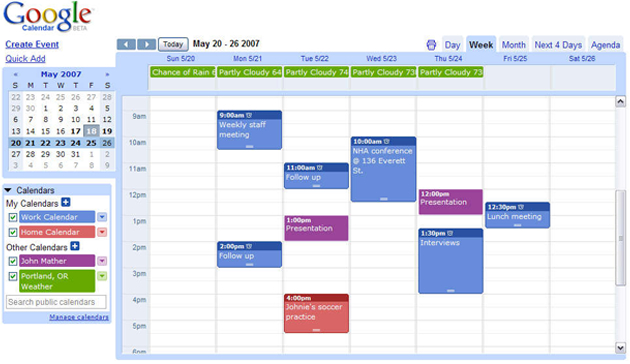 Google
Calendar BETA
Create Event
Quick Add
Today
May 20 - 26 2007
Day
Week
Month
Next 4 Days
Agenda
« May 2007 »
S M T W T F S
22 23 24 25 26 27 28
29 30 1 2 3 4 5
6 7 8 9 10 11 12
13 14 15 16 17 18 19
20 21 22 23 24 25 26
27 28 29 30 31 1 2
3 4 5 6 7 8 9
Calendars
My Calendars
Work Calendar
Home Calendar
Other Calendars
John Mather
Portland, OR
Weather
Search public calendars
Manage calendars
Sun 5/20
Mon 5/21
Tue 5/22
Wed 5/23
Thu 5/24
Fri 5/25
Sat 5/26
Chance of Rain 6
Partly Cloudy 64
Partly Cloudy 74
Partly Cloudy 73
Partly Cloudy 73
9am
10am
11am
12pm
1pm
2pm
3pm
4pm
5pm
6pm
9:00am
Weekly staff
meeting
2:00pm
Follow up
11:00am
Follow up
1:00pm
Presentation
4:00pm
Johnie's soccer
practice
10:00am
NHA conference
@ 136 Everett
St.
12:00pm
Presentation
1:30pm
Interviews
12:30pm
Lunch meeting